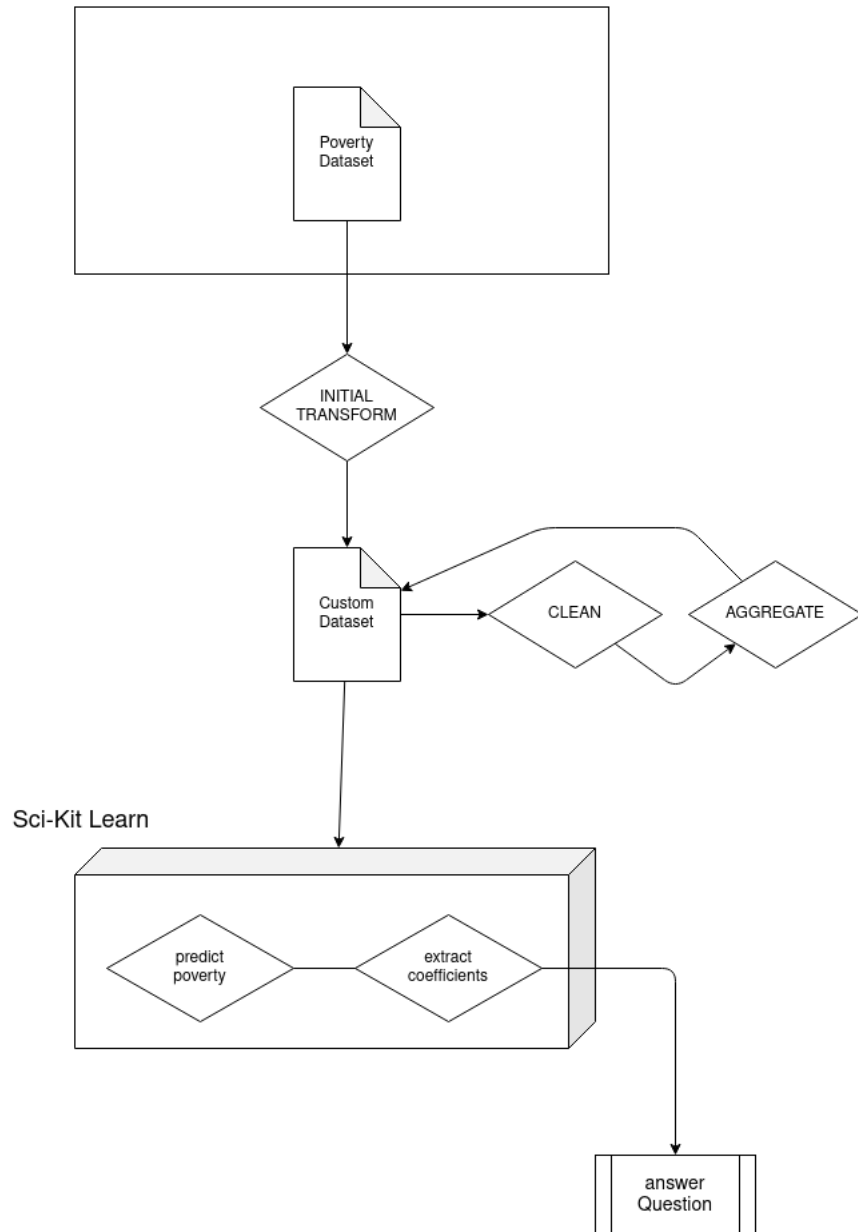 Poverty
Dataset
INITIAL
TRANSFORM
Custom
Dataset
CLEAN
AGGREGATE
Sci-Kit Learn
predict
poverty
extract
coefficients
answer
Question